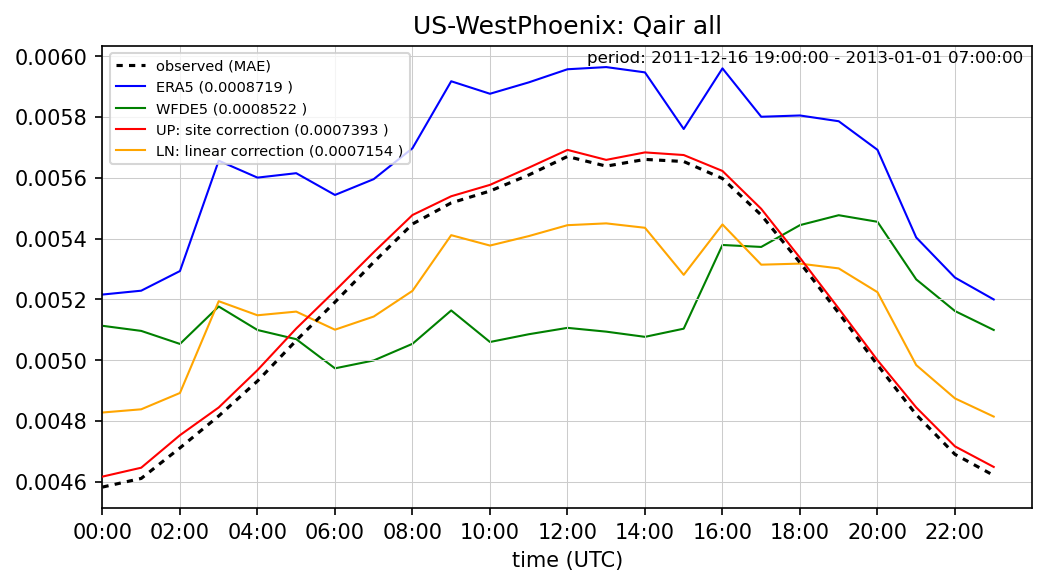 US-WestPhoenix: Qair all
period: 2011-12-16 19:00:00 - 2013-01-01 07:00:00
observed (MAE)
ERA5 (0.0008719 )
WFDE5 (0.0008522 )
UP: site correction (0.0007393 )
LN: linear correction (0.0007154 )
0.0060
0.0058
0.0056
0.0054
0.0052
0.0050
0.0048
0.0046
00:00 02:00 04:00 06:00 08:00 10:00 12:00 14:00 16:00 18:00 20:00 22:00
time (UTC)